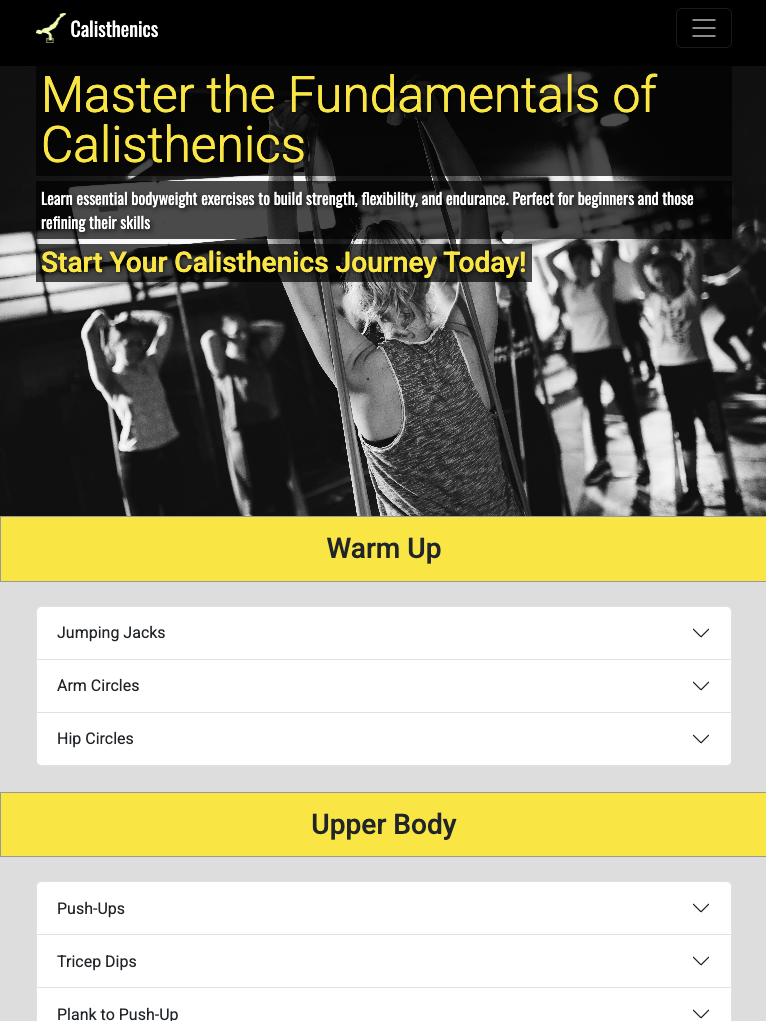 Calisthenics
Master the Fundamentals of
Calisthenics
Learn essential bodyweight exercises to build strength, flexibility, and endurance. Perfect for beginners and those
refining their skills
Start Your Calisthenics Journey Today!
Warm Up
Jumping Jacks
Arm Circles
Hip Circles
Upper Body
Push-Ups
Tricep Dips
Plank to Push-Up